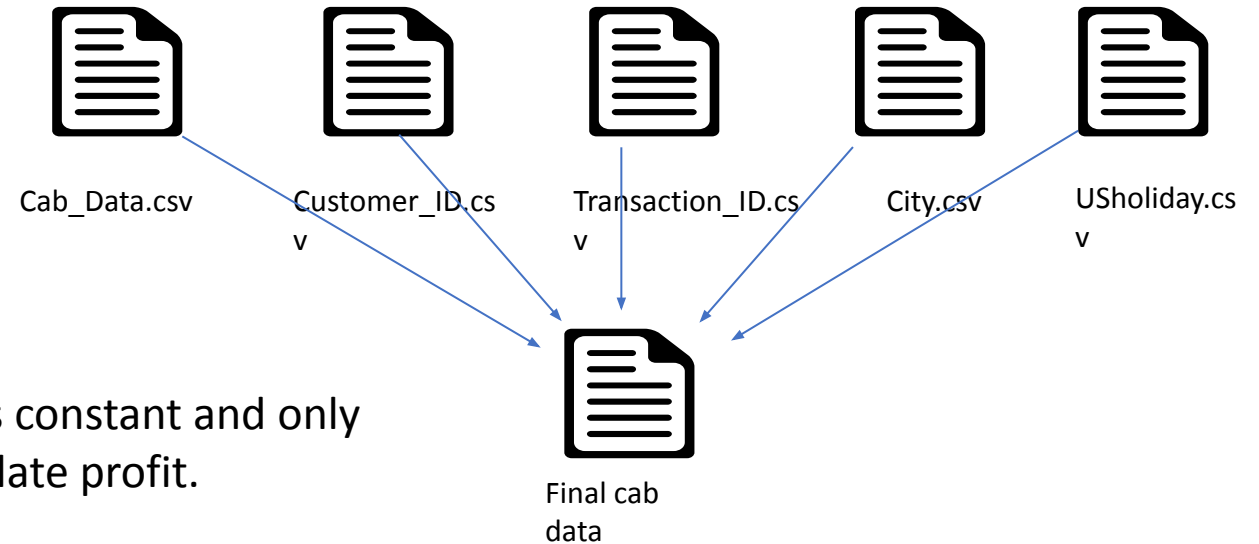 Cab_Data.csv
Customer_ID.cs
v
Transaction_ID.cs
v
City.csv
USholiday.cs
v
s constant and only
late profit.
Final cab
data